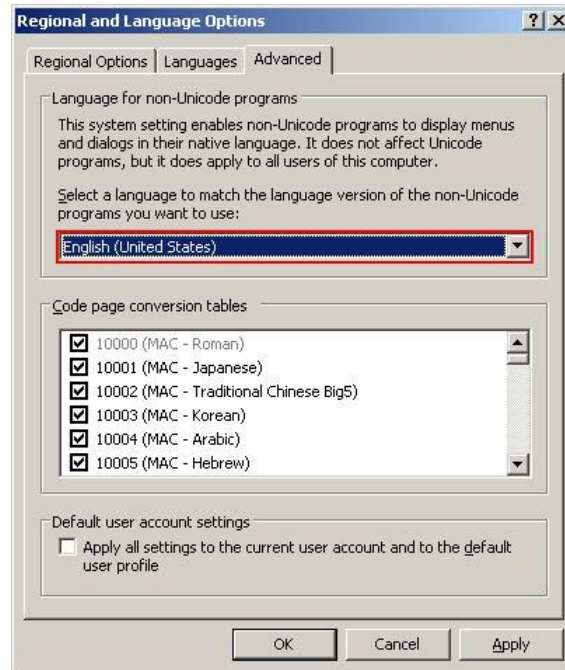 Regional and Language Options
Regional Options Languages Advanced
Language for non-Unicode programs
This system setting enables non-Unicode programs to display menus
and dialogs in their native language. It does not affect Unicode
programs, but it does apply to all users of this computer.
Select a language to match the language version of the non-Unicode
programs you want to use:
English (United States)
Code page conversion tables
10000 (MAC - Roman)
10001 (MAC - Japanese)
10002 (MAC - Traditional Chinese Big5)
10003 (MAC - Korean)
10004 (MAC - Arabic)
10005 (MAC - Hebrew)
Default user account settings
Apply all settings to the current user account and to the default
user profile
OK Cancel Apply